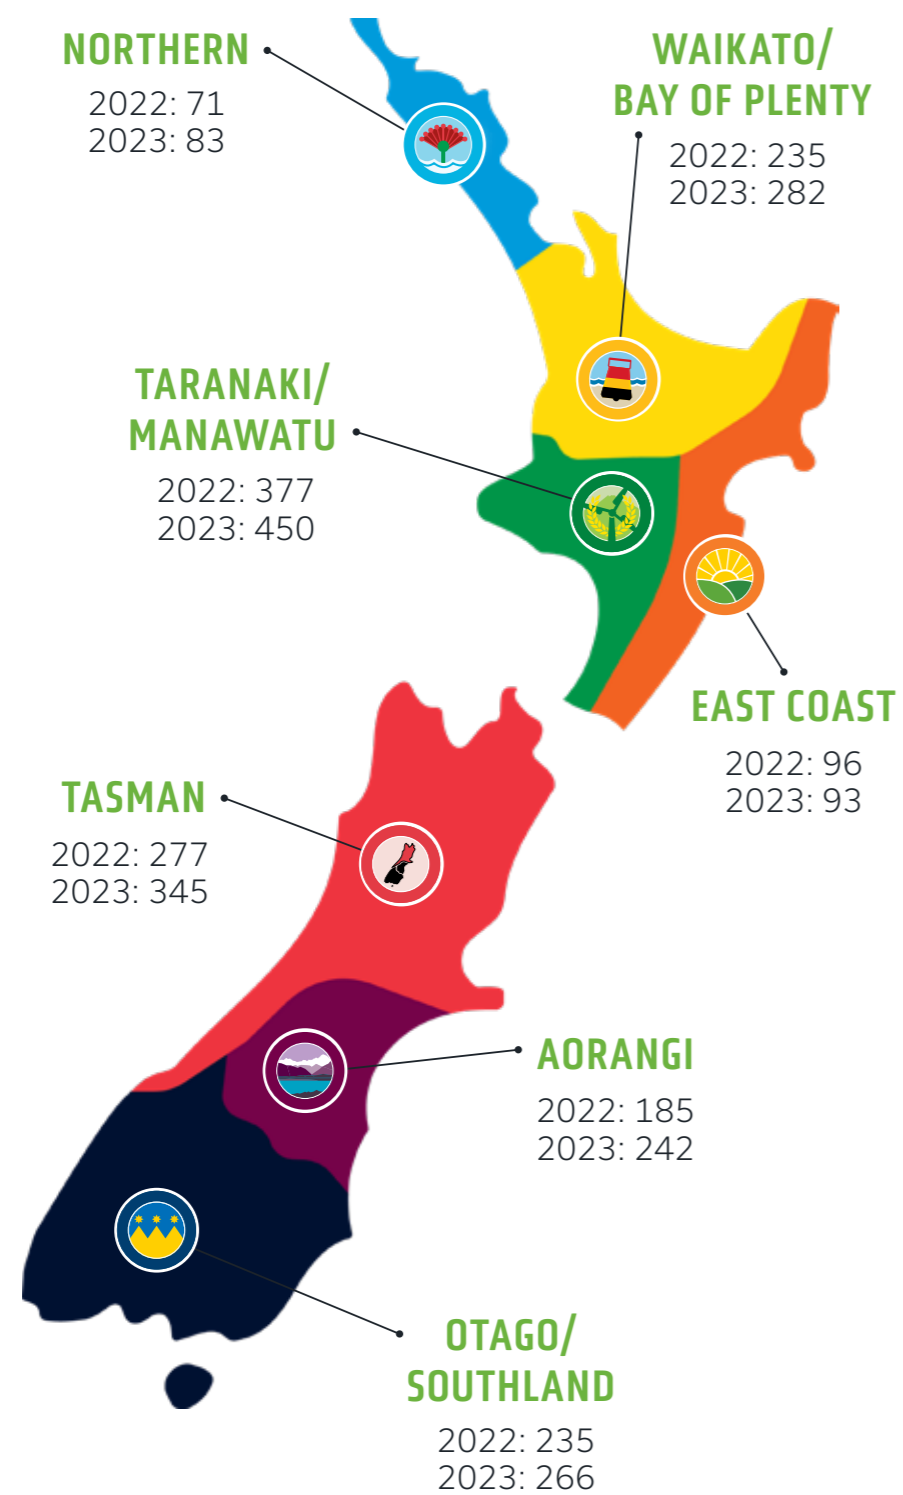 NORTHERN
2022: 71
2023: 83
WAIKATO/
BAY OF PLENTY
2022: 235
2023: 282
TARANAKI/
MANAWATU
2022: 377
2023: 450
EAST COAST
2022: 96
2023: 93
TASMAN
2022: 277
2023: 345
AORANGI
2022: 185
2023: 242
OTAGO/
SOUTHLAND
2022: 235
2023: 266